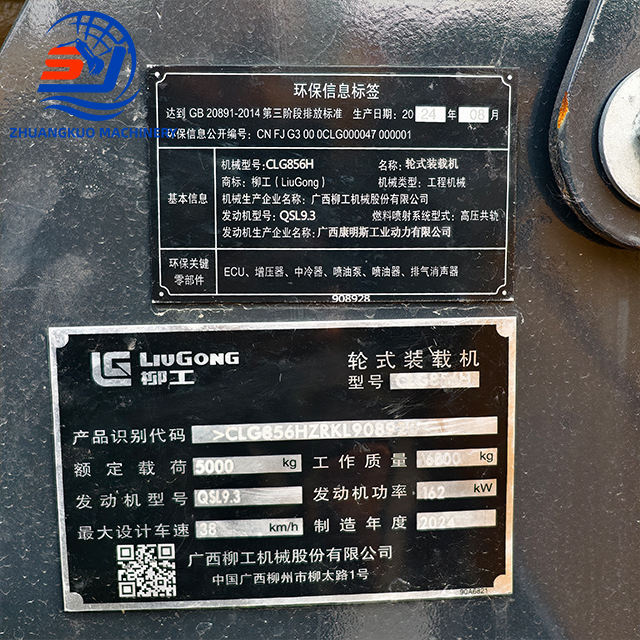 ZHUANGKUO MACHINERY
环保信息标签
达到 GB 20891-2014 第三阶段排放标准 生产日期: 20 24 年 08 月
环保信息公开编号: CN FJ G3 00 0CLG000047 000001
基本信息
机械型号: CLG856H 名称: 轮式装载机
商标: 柳工 (LiuGong) 机械类型: 工程机械
机械生产企业名称: 广西柳工机械股份有限公司
发动机型号: QSL9.3 燃料喷射系统型式: 高压共轨
发动机生产企业名称: 广西康明斯工业动力有限公司
环保关键零部件
ECU、增压器、中冷器、喷油泵、喷油器、排气消声器
908928
LG LIUGONG 柳工
轮式装载机
型号
产品识别代码 >CLG856HZRKL9089
额定载荷 5000 kg 工作质量 16800 kg
发动机型号 QSL9.3 发动机功率 162 kW
最大设计车速 38 km/h 制造年度 2024
广西柳工机械股份有限公司
中国广西柳州市柳太路1号
90A6821